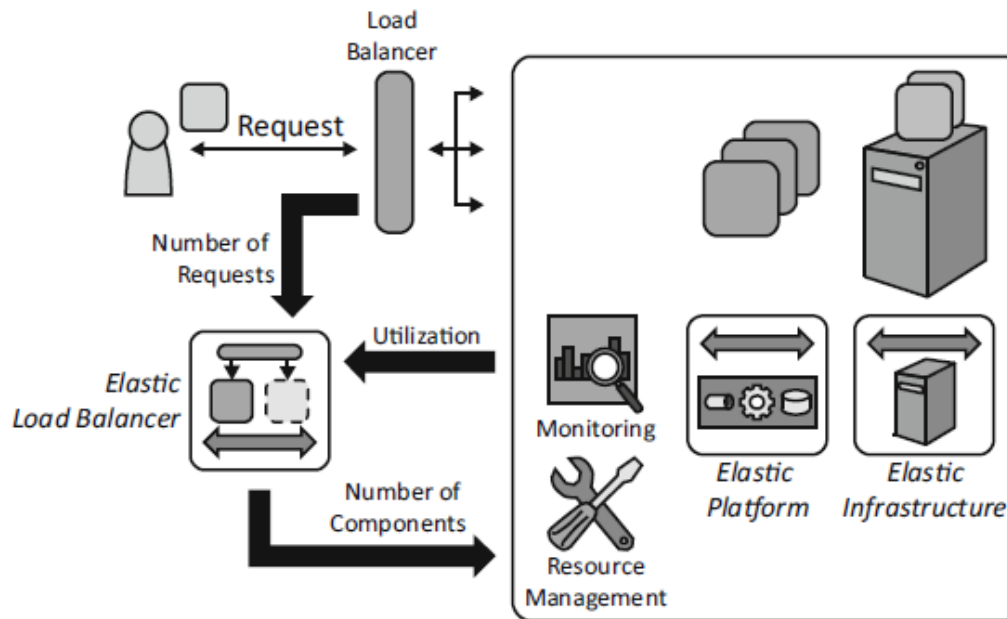 Load
Balancer
Request
Number of
Requests
Utilization
Elastic
Load Balancer
Number of
Components
Monitoring
Resource
Management
Elastic
Platform
Elastic
Infrastructure